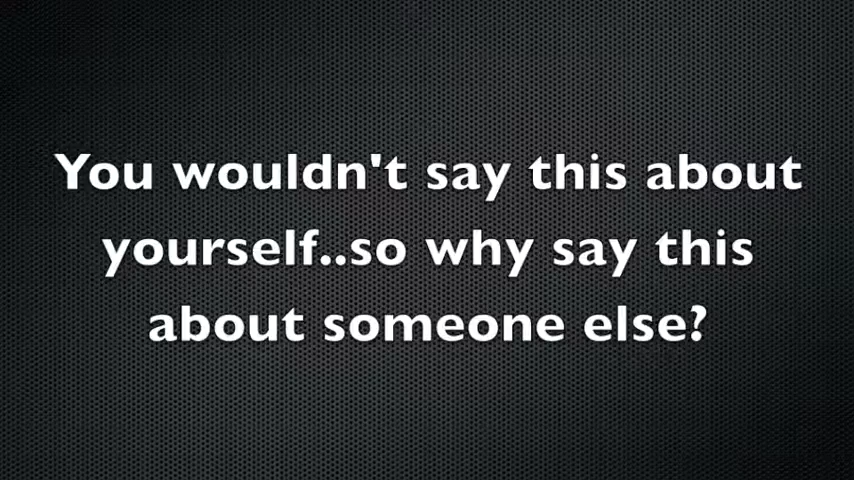 You wouldn't say this about
yourself..so why say this
about someone else?